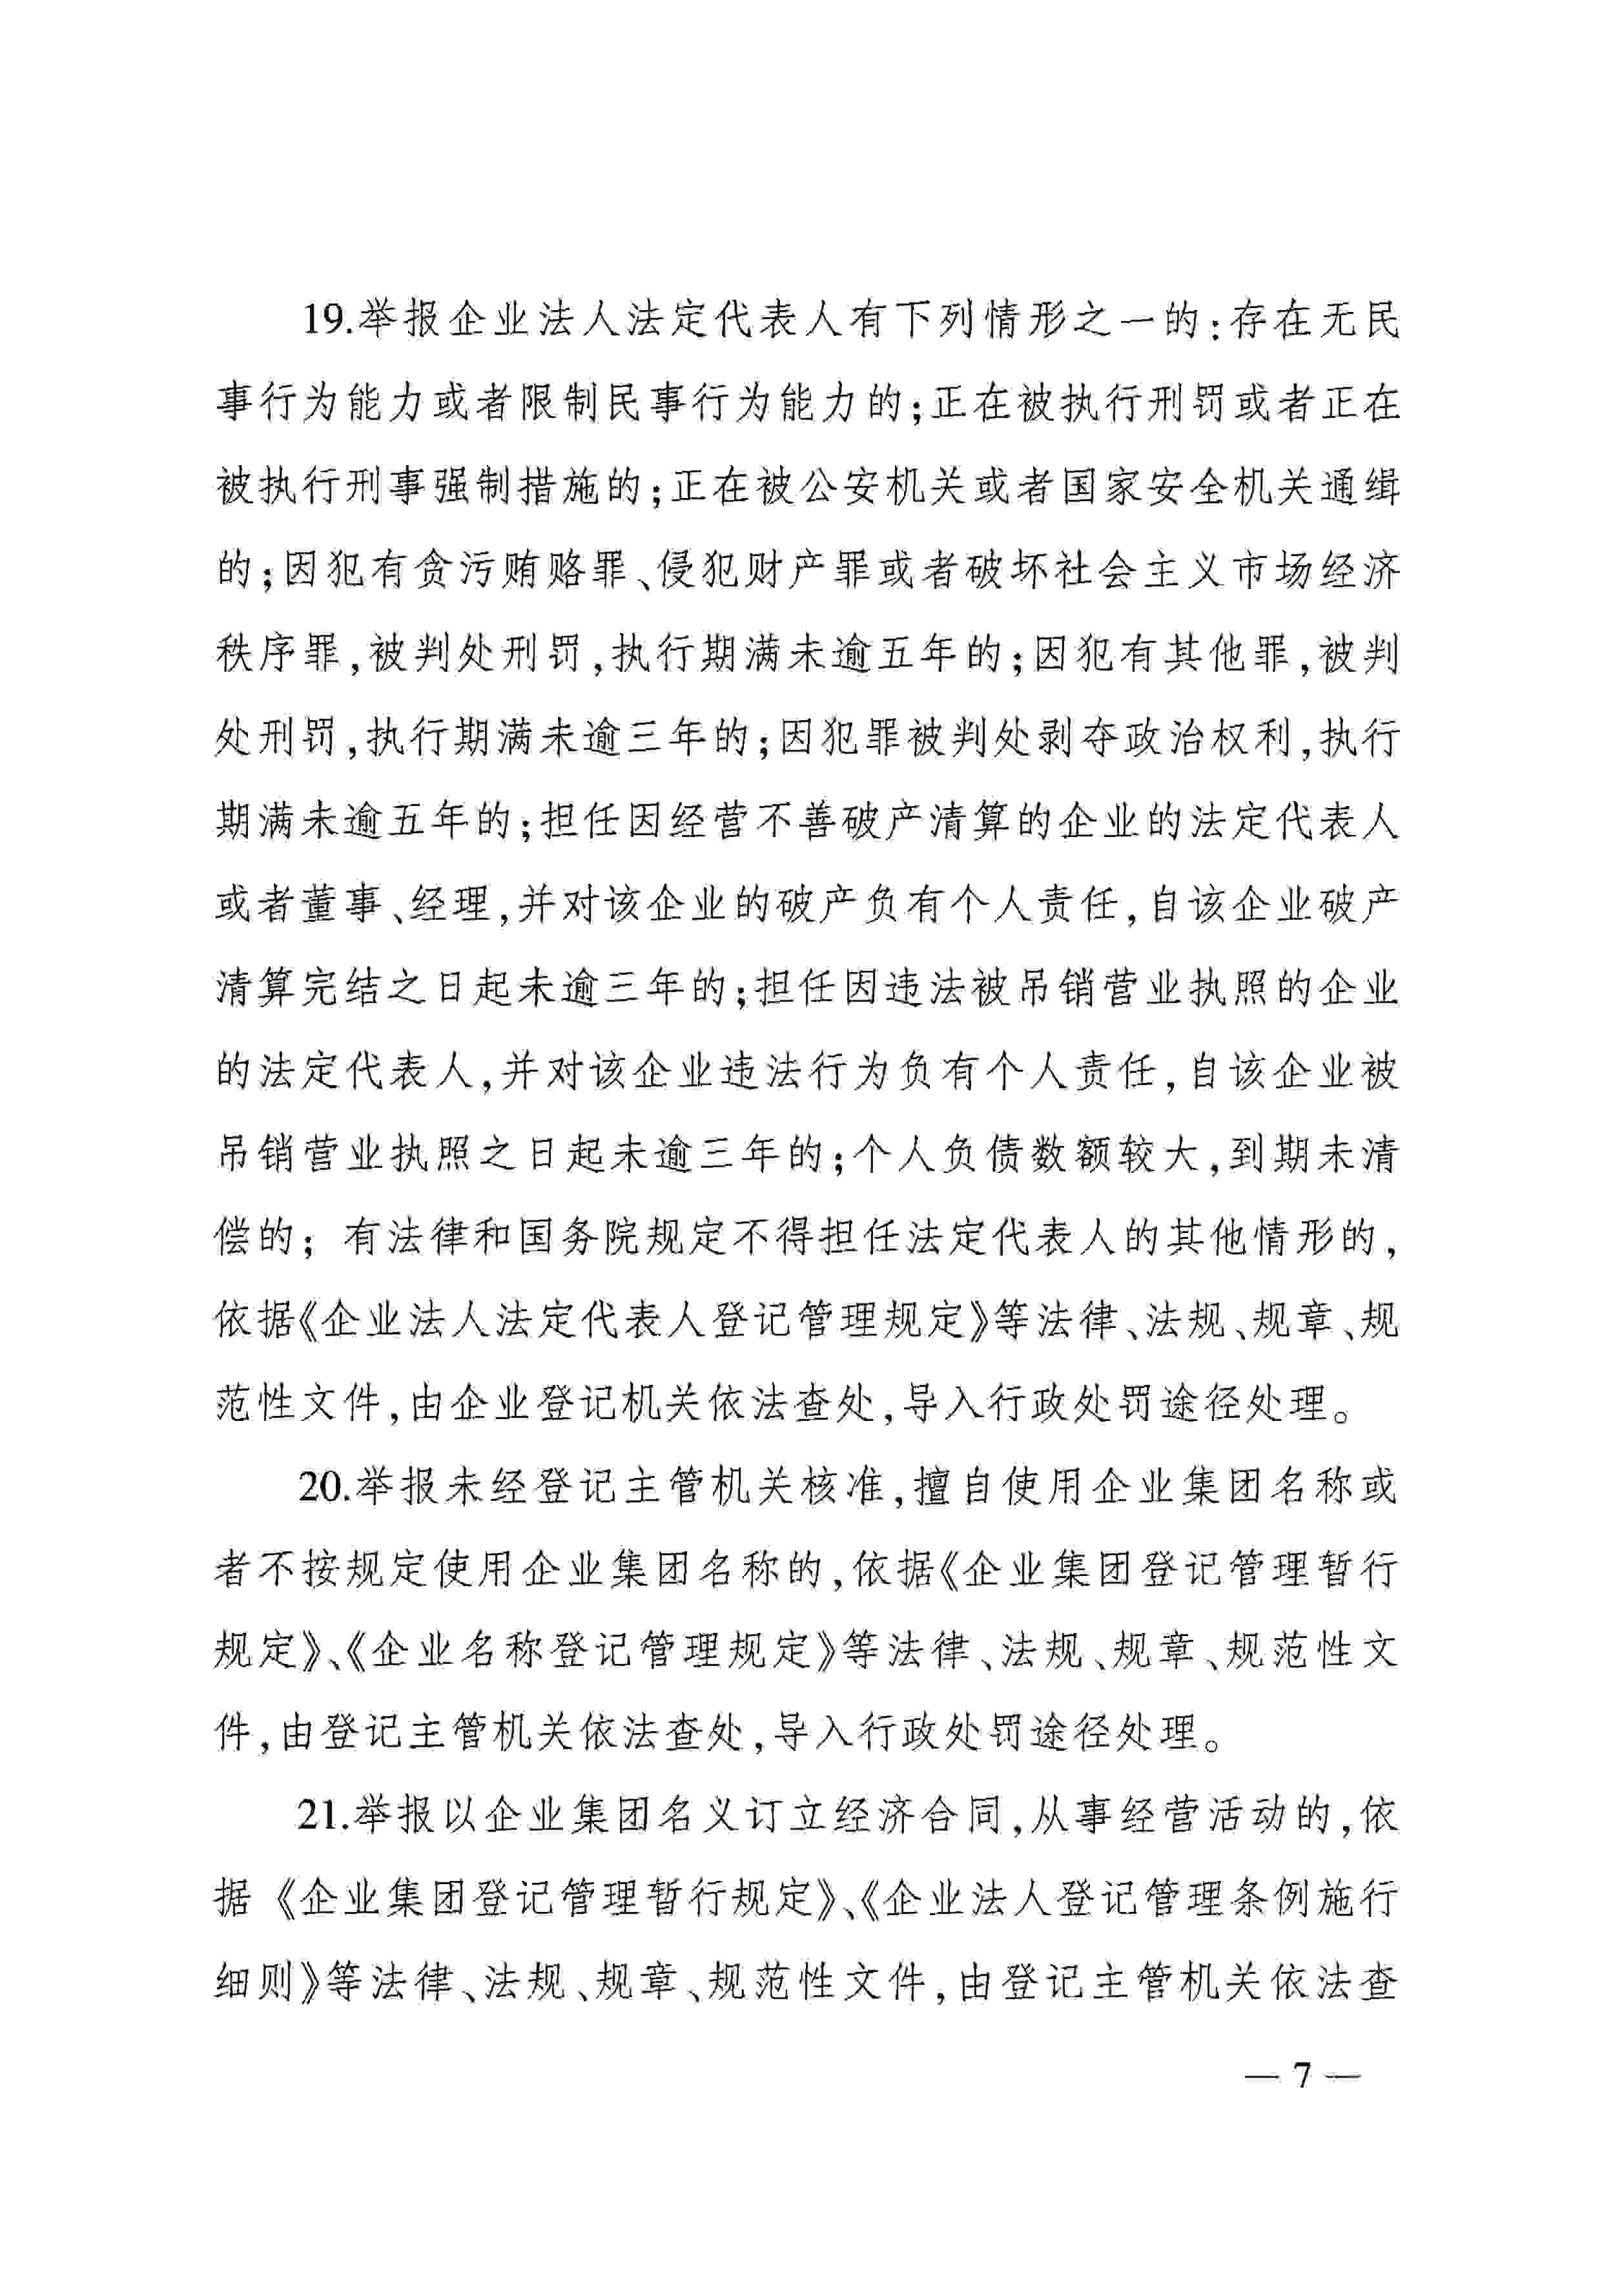 19.举报企业法人法定代表人有下列情形之一的:存在无民
事行为能力或者限制民事行为能力的;正在被执行刑罚或者正在
被执行刑事强制措施的;正在被公安机关或者国家安全机关通缉
的;因犯有贪污贿赂罪、侵犯财产罪或者破坏社会主义市场经济
秩序罪,被判处刑罚,执行期满未逾五年的;因犯有其他罪,被判
处刑罚,执行期满未逾三年的;因犯罪被判处剥夺政治权利,执行
期满未逾五年的;担任因经营不善破产清算的企业的法定代表人
或者董事、经理,并对该企业的破产负有个人责任,自该企业破产
清算完结之日起未逾三年的;担任因违法被吊销营业执照的企业
的法定代表人,并对该企业违法行为负有个人责任,自该企业被
吊销营业执照之日起未逾三年的;个人负债数额较大,到期未清
偿的; 有法律和国务院规定不得担任法定代表人的其他情形的,
依据《企业法人法定代表人登记管理规定》等法律、法规、规章、规
范性文件,由企业登记机关依法查处,导入行政处罚途径处理。
20.举报未经登记主管机关核准,擅自使用企业集团名称或
者不按规定使用企业集团名称的,依据《企业集团登记管理暂行
规定》、《企业名称登记管理规定》等法律、法规、规章、规范性文
件,由登记主管机关依法查处,导入行政处罚途径处理。
21.举报以企业集团名义订立经济合同,从事经营活动的,依
据《企业集团登记管理暂行规定》、《企业法人登记管理条例施行
细则》等法律、法规、规章、规范性文件,由登记主管机关依法查
— 7 —